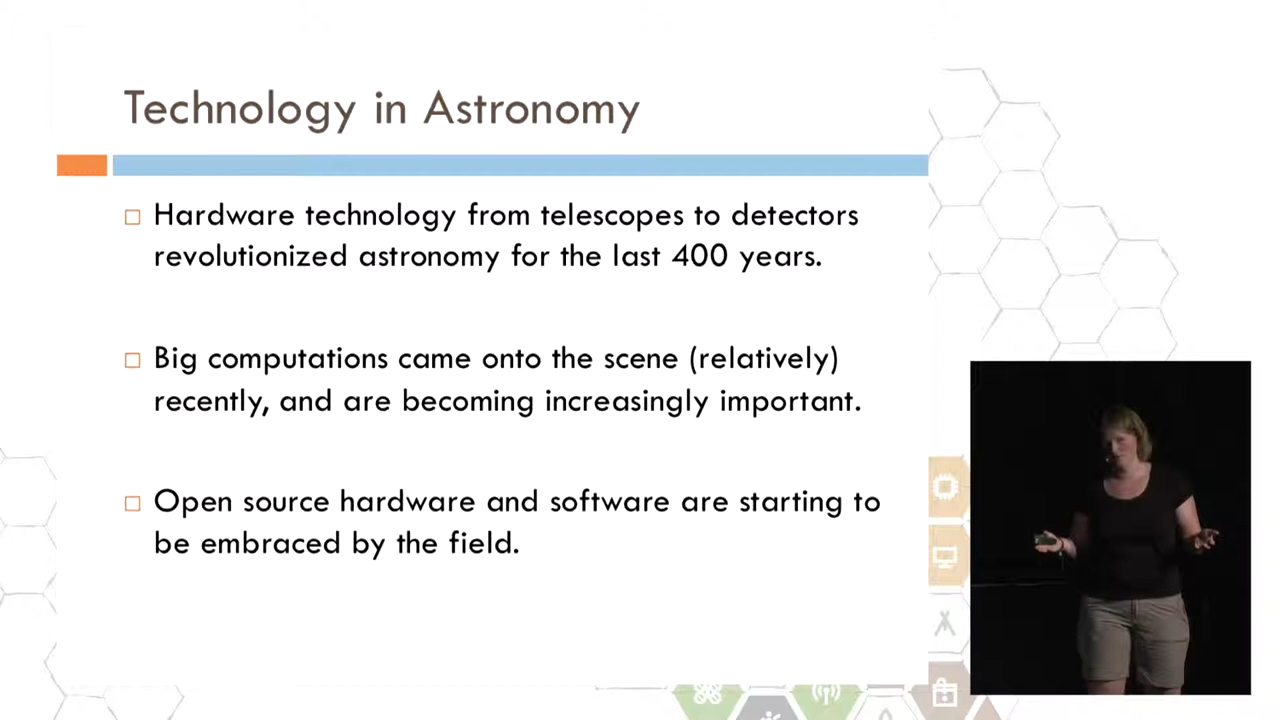 Technology in Astronomy
Hardware technology from telescopes to detectors
revolutionized astronomy for the last 400 years.
Big computations came onto the scene (relatively)
recently, and are becoming increasingly important.
Open source hardware and software are starting to
be embraced by the field.